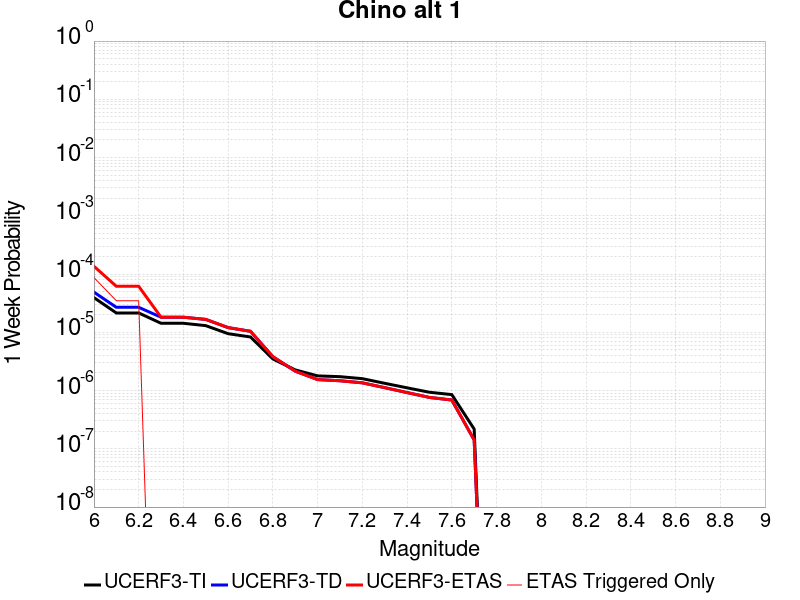 Chino alt 1
10^0
10^-1
10^-2
10^-3
10^-4
10^-5
10^-6
10^-7
10^-8
1 Week Probability
6 6.2 6.4 6.6 6.8 7 7.2 7.4 7.6 7.8 8 8.2 8.4 8.6 8.8 9
Magnitude
UCERF3-TI UCERF3-TD UCERF3-ETAS ETAS Triggered Only